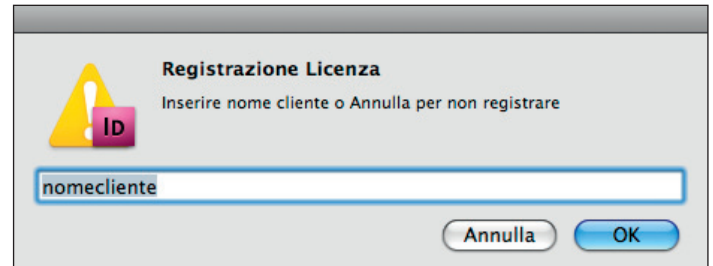 Registrazione Licenza
Inserire nome cliente o Annulla per non registrare
ID
nomecliente
Annulla
OK